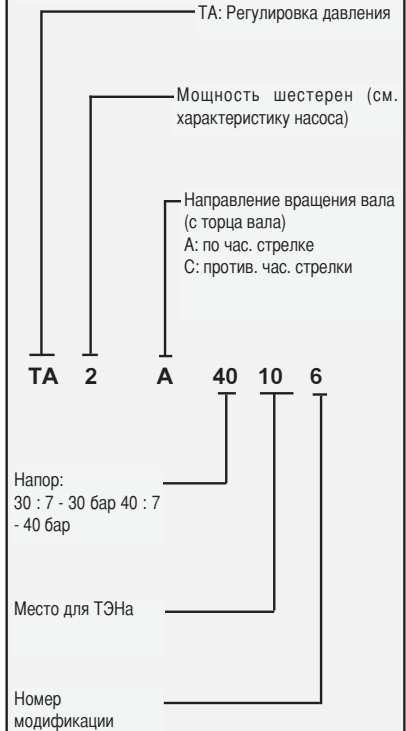 ТА: Регулировка давления
Мощность шестерен (см.
характеристику насоса)
Направление вращения вала
(с торца вала)
А: по час. стрелке
С: против. час. стрелки
TA 2 A 40 10 6
Напор:
30 : 7 - 30 бар 40 : 7
- 40 бар
Место для ТЭНа
Номер
модификации